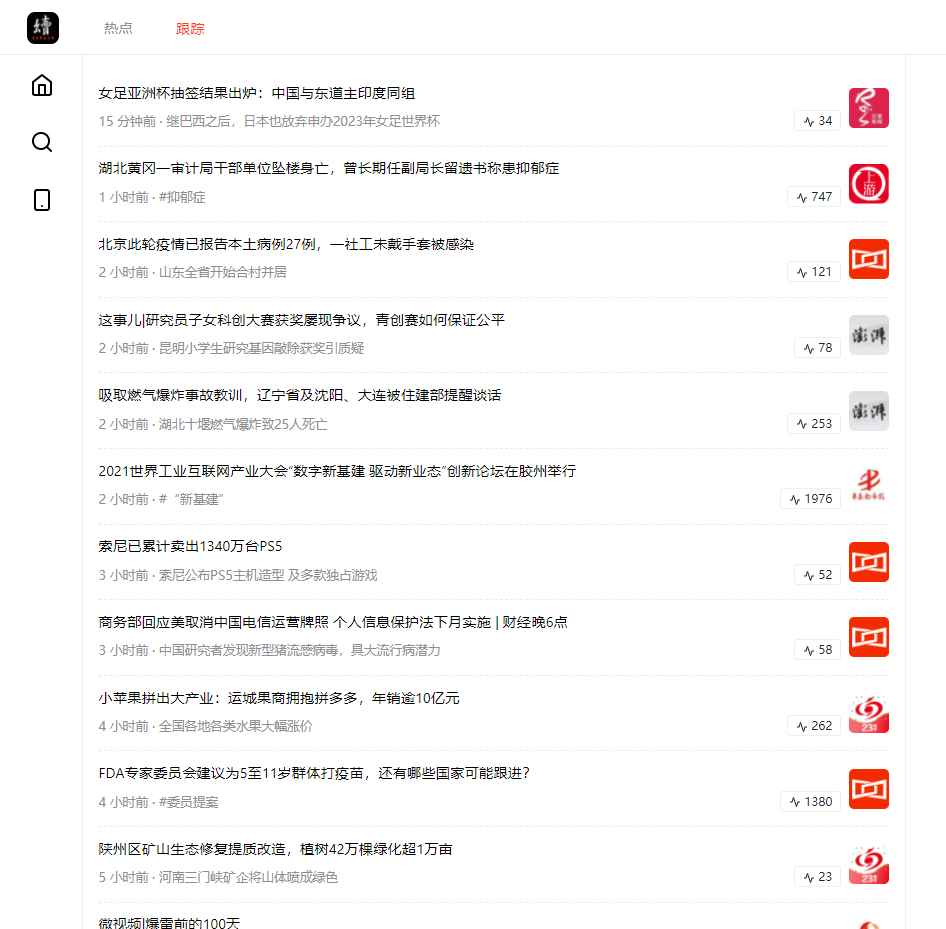 續
热点
跟踪
女足亚洲杯抽签结果出炉：中国与东道主印度同组
15 分钟前 · 继巴西之后，日本也放弃申办2023年女足世界杯
34
湖北黄冈一审计局干部单位坠楼身亡，曾长期任副局长留遗书称患抑郁症
1 小时前 · #抑郁症
747
上游
北京此轮疫情已报告本土病例27例，一社工未戴手套被感染
2 小时前 · 山东全省开始合村并居
121
这事儿|研究员子女科创大赛获奖屡现争议，青创赛如何保证公平
2 小时前 · 昆明小学生研究基因敲除获奖引质疑
78
澎湃
吸取燃气爆炸事故教训，辽宁省及沈阳、大连被住建部提醒谈话
2 小时前 · 湖北十堰燃气爆炸致25人死亡
253
澎湃
2021世界工业互联网产业大会“数字新基建 驱动新业态”创新论坛在胶州举行
2 小时前 · #“新基建”
1976
索尼已累计卖出1340万台PS5
3 小时前 · 索尼公布PS5主机造型 及多款独占游戏
52
商务部回应美取消中国电信运营牌照 个人信息保护法下月实施 | 财经晚6点
3 小时前 · 中国研究者发现新型猪流感病毒，具大流行病潜力
58
小苹果拼出大产业：运城果商拥抱拼多多，年销逾10亿元
4 小时前 · 全国各地各类水果大幅涨价
262
23年
FDA专家委员会建议为5至11岁群体打疫苗，还有哪些国家可能跟进？
4 小时前 · #委员提案
1380
陕州区矿山生态修复提质改造，植树42万棵绿化超1万亩
5 小时前 · 河南三门峡矿企将山体喷成绿色
23
23年
微视频|爆雷前的100天